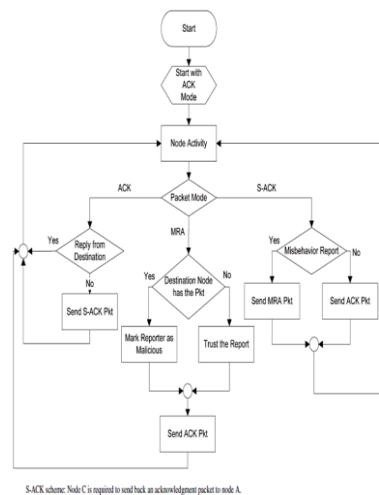 Start
Start with
ACK
Mode
Node Activity
Packet Mode
ACK
S-ACK
MRA
Yes
Reply from
Destination
No
Send S-ACK Pkt
Yes
Destination Node
has the Pkt
No
Mark Reporter as
Malicious
Trust the Report
Send ACK Pkt
Yes
Misbehavior Report
No
Send MRA Pkt
Send ACK Pkt
S-ACK scheme: Node C is required to send back an acknowledgment packet to node A.